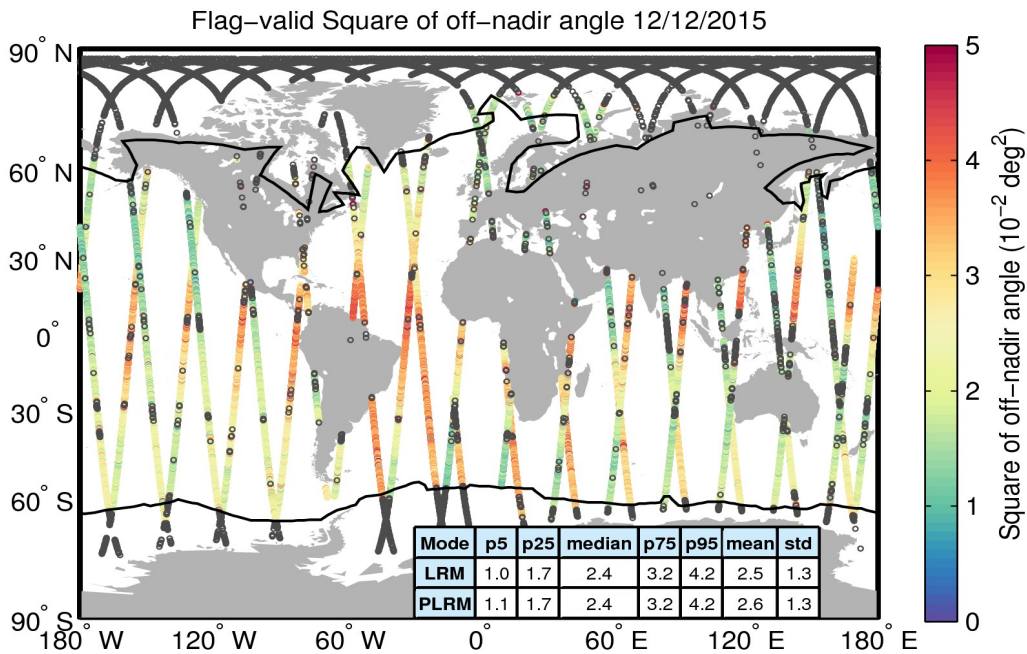 Flag−valid Square of off−nadir angle 12/12/2015
90° N
60° N
30° N
0°
30° S
60° S
90° S
180° W
120° W
60° W
0°
60° E
120° E
180° E
Mode p5 p25 median p75 p95 mean std
LRM 1.0 1.7 2.4 3.2 4.2 2.5 1.3
PLRM 1.1 1.7 2.4 3.2 4.2 2.6 1.3
5
4
3
2
1
0
Square of off−nadir angle (10⁻² deg²)